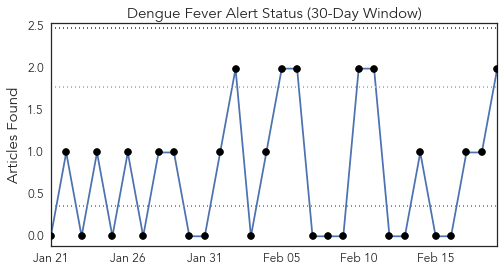 Dengue Fever Alert Status (30-Day Window)
2.5
2.0
1.5
1.0
0.5
0.0
Articles Found
Jan 21 Jan 26 Jan 31 Feb 05 Feb 10 Feb 15